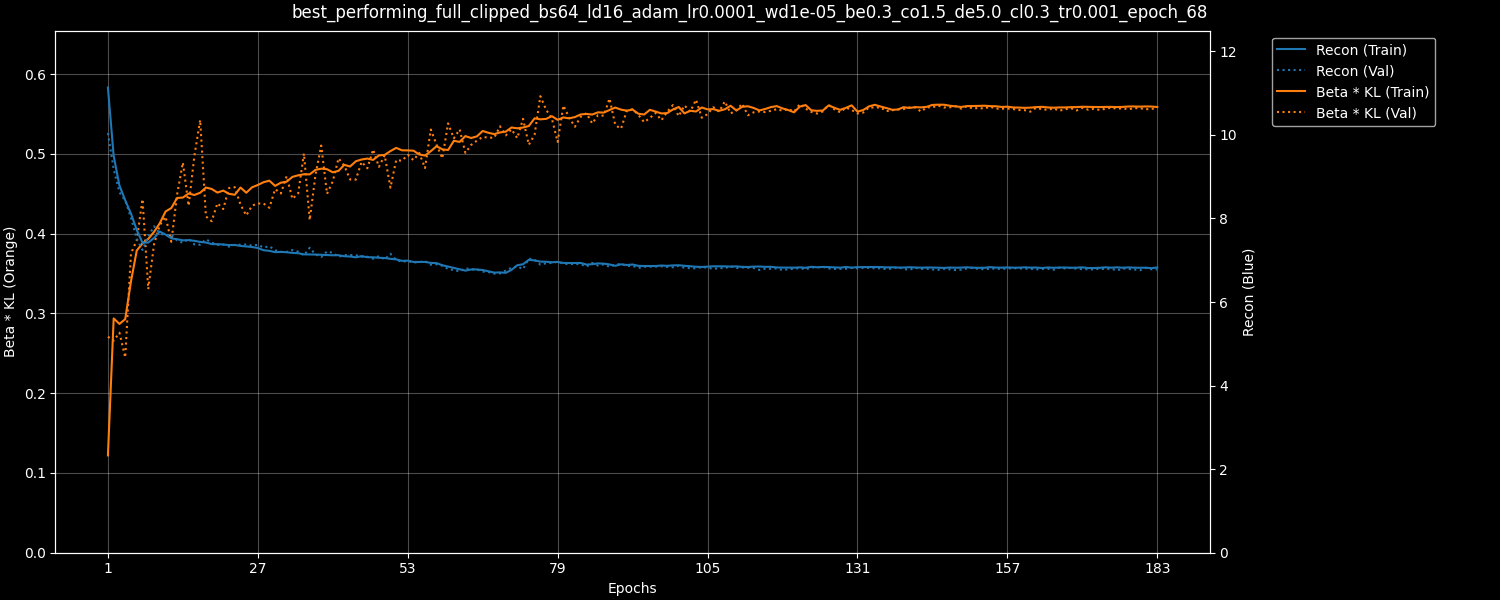 best_performing_full_clipped_bs64_ld16_adam_lr0.0001_wd1e-05_be0.3_co1.5_de5.0_cl0.3_tr0.001_epoch_68
Beta * KL (Orange)
0.6
0.5
0.4
0.3
0.2
0.1
0.0
1
27
53
79
105
131
157
183
Epochs
12
10
8
6
4
2
0
Recon (Blue)
Recon (Train)
Recon (Val)
Beta * KL (Train)
Beta * KL (Val)